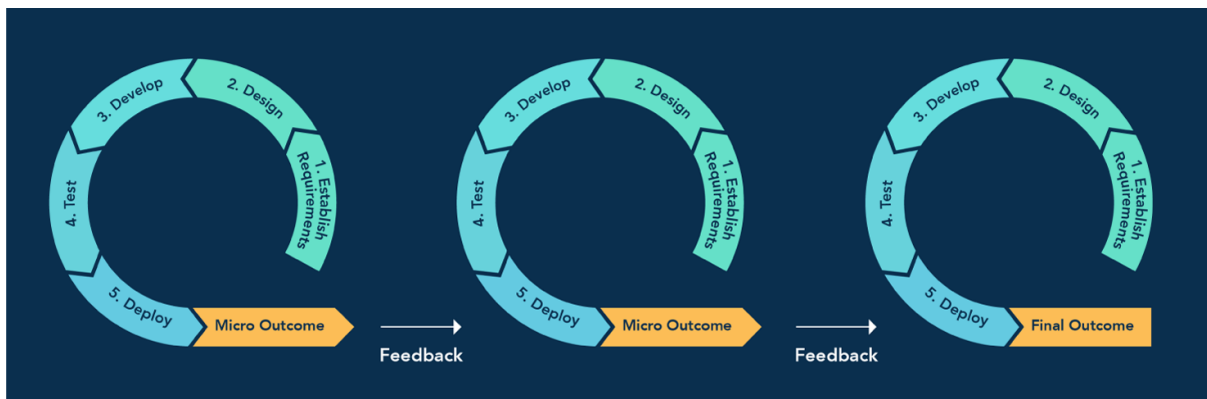 1. Establish
Requirements
2. Design
3. Develop
4. Test
5. Deploy
Micro Outcome
Feedback
1. Establish
Requirements
2. Design
3. Develop
4. Test
5. Deploy
Micro Outcome
Feedback
1. Establish
Requirements
2. Design
3. Develop
4. Test
5. Deploy
Final Outcome